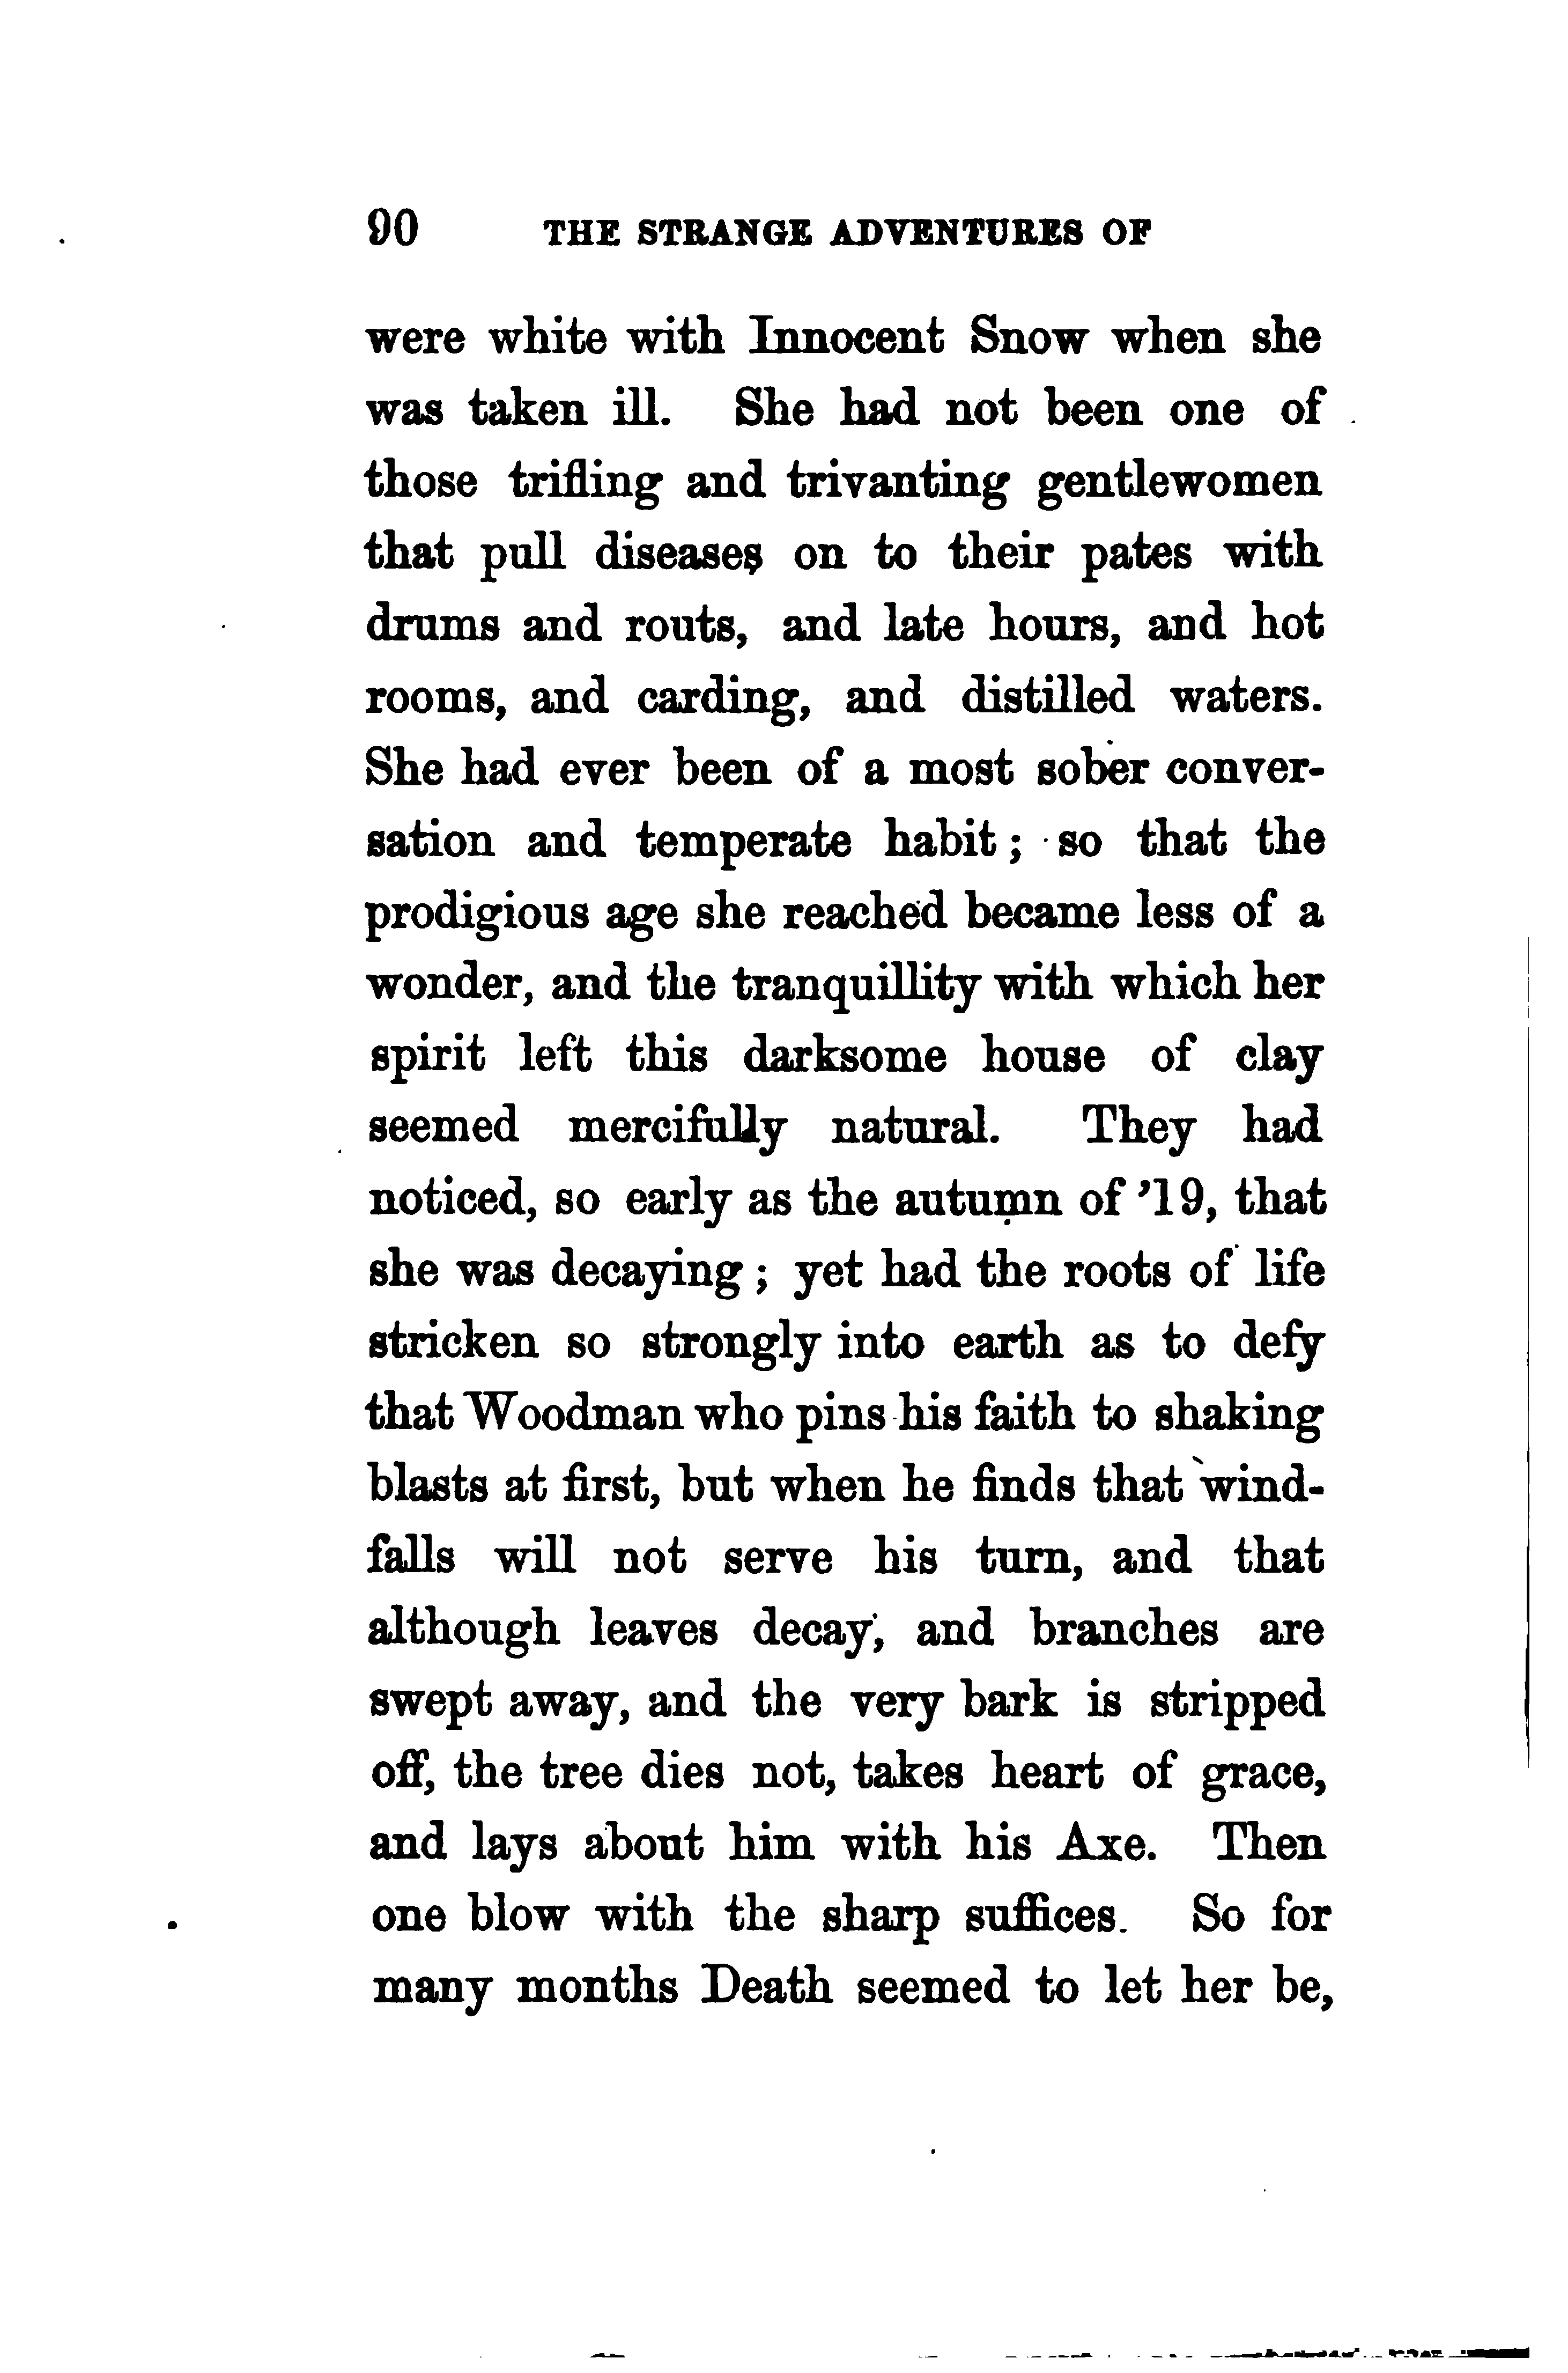 90 THE STRANGE ADVENTURES OF
were white with Innocent Snow when she
was taken ill. She had not been one of
those trifling and trivanting gentlewomen
that pull diseases on to their pates with
drums and routs, and late hours, and hot
rooms, and carding, and distilled waters.
She had ever been of a most sober conver-
sation and temperate habit; so that the
prodigious age she reached became less of a
wonder, and the tranquillity with which her
spirit left this darksome house of clay
seemed mercifully natural. They had
noticed, so early as the autumn of '19, that
she was decaying; yet had the roots of life
stricken so strongly into earth as to defy
that Woodman who pins his faith to shaking
blasts at first, but when he finds that wind-
falls will not serve his turn, and that
although leaves decay, and branches are
swept away, and the very bark is stripped
off, the tree dies not, takes heart of grace,
and lays about him with his Axe. Then
one blow with the sharp suffices. So for
many months Death seemed to let her be,